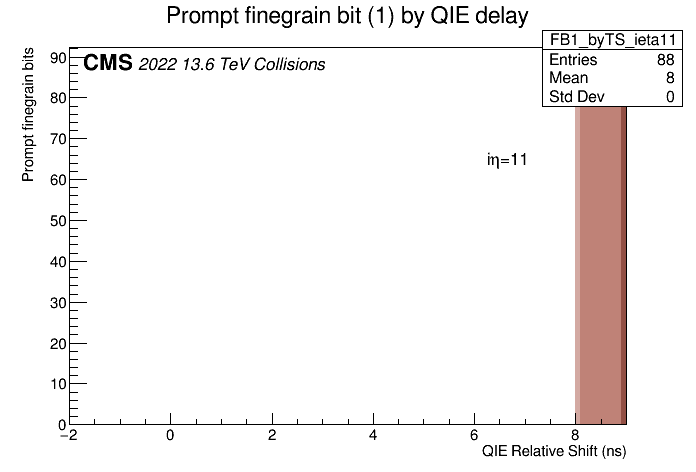 Prompt finegrain bit (1) by QIE delay
FB1_byTS_ieta11
Entries 88
Mean 8
Std Dev 0
CMS 2022 13.6 TeV Collisions
iη=11
Prompt finegrain bits
90
80
70
60
50
40
30
20
10
0
−2 0 2 4 6 8
QIE Relative Shift (ns)